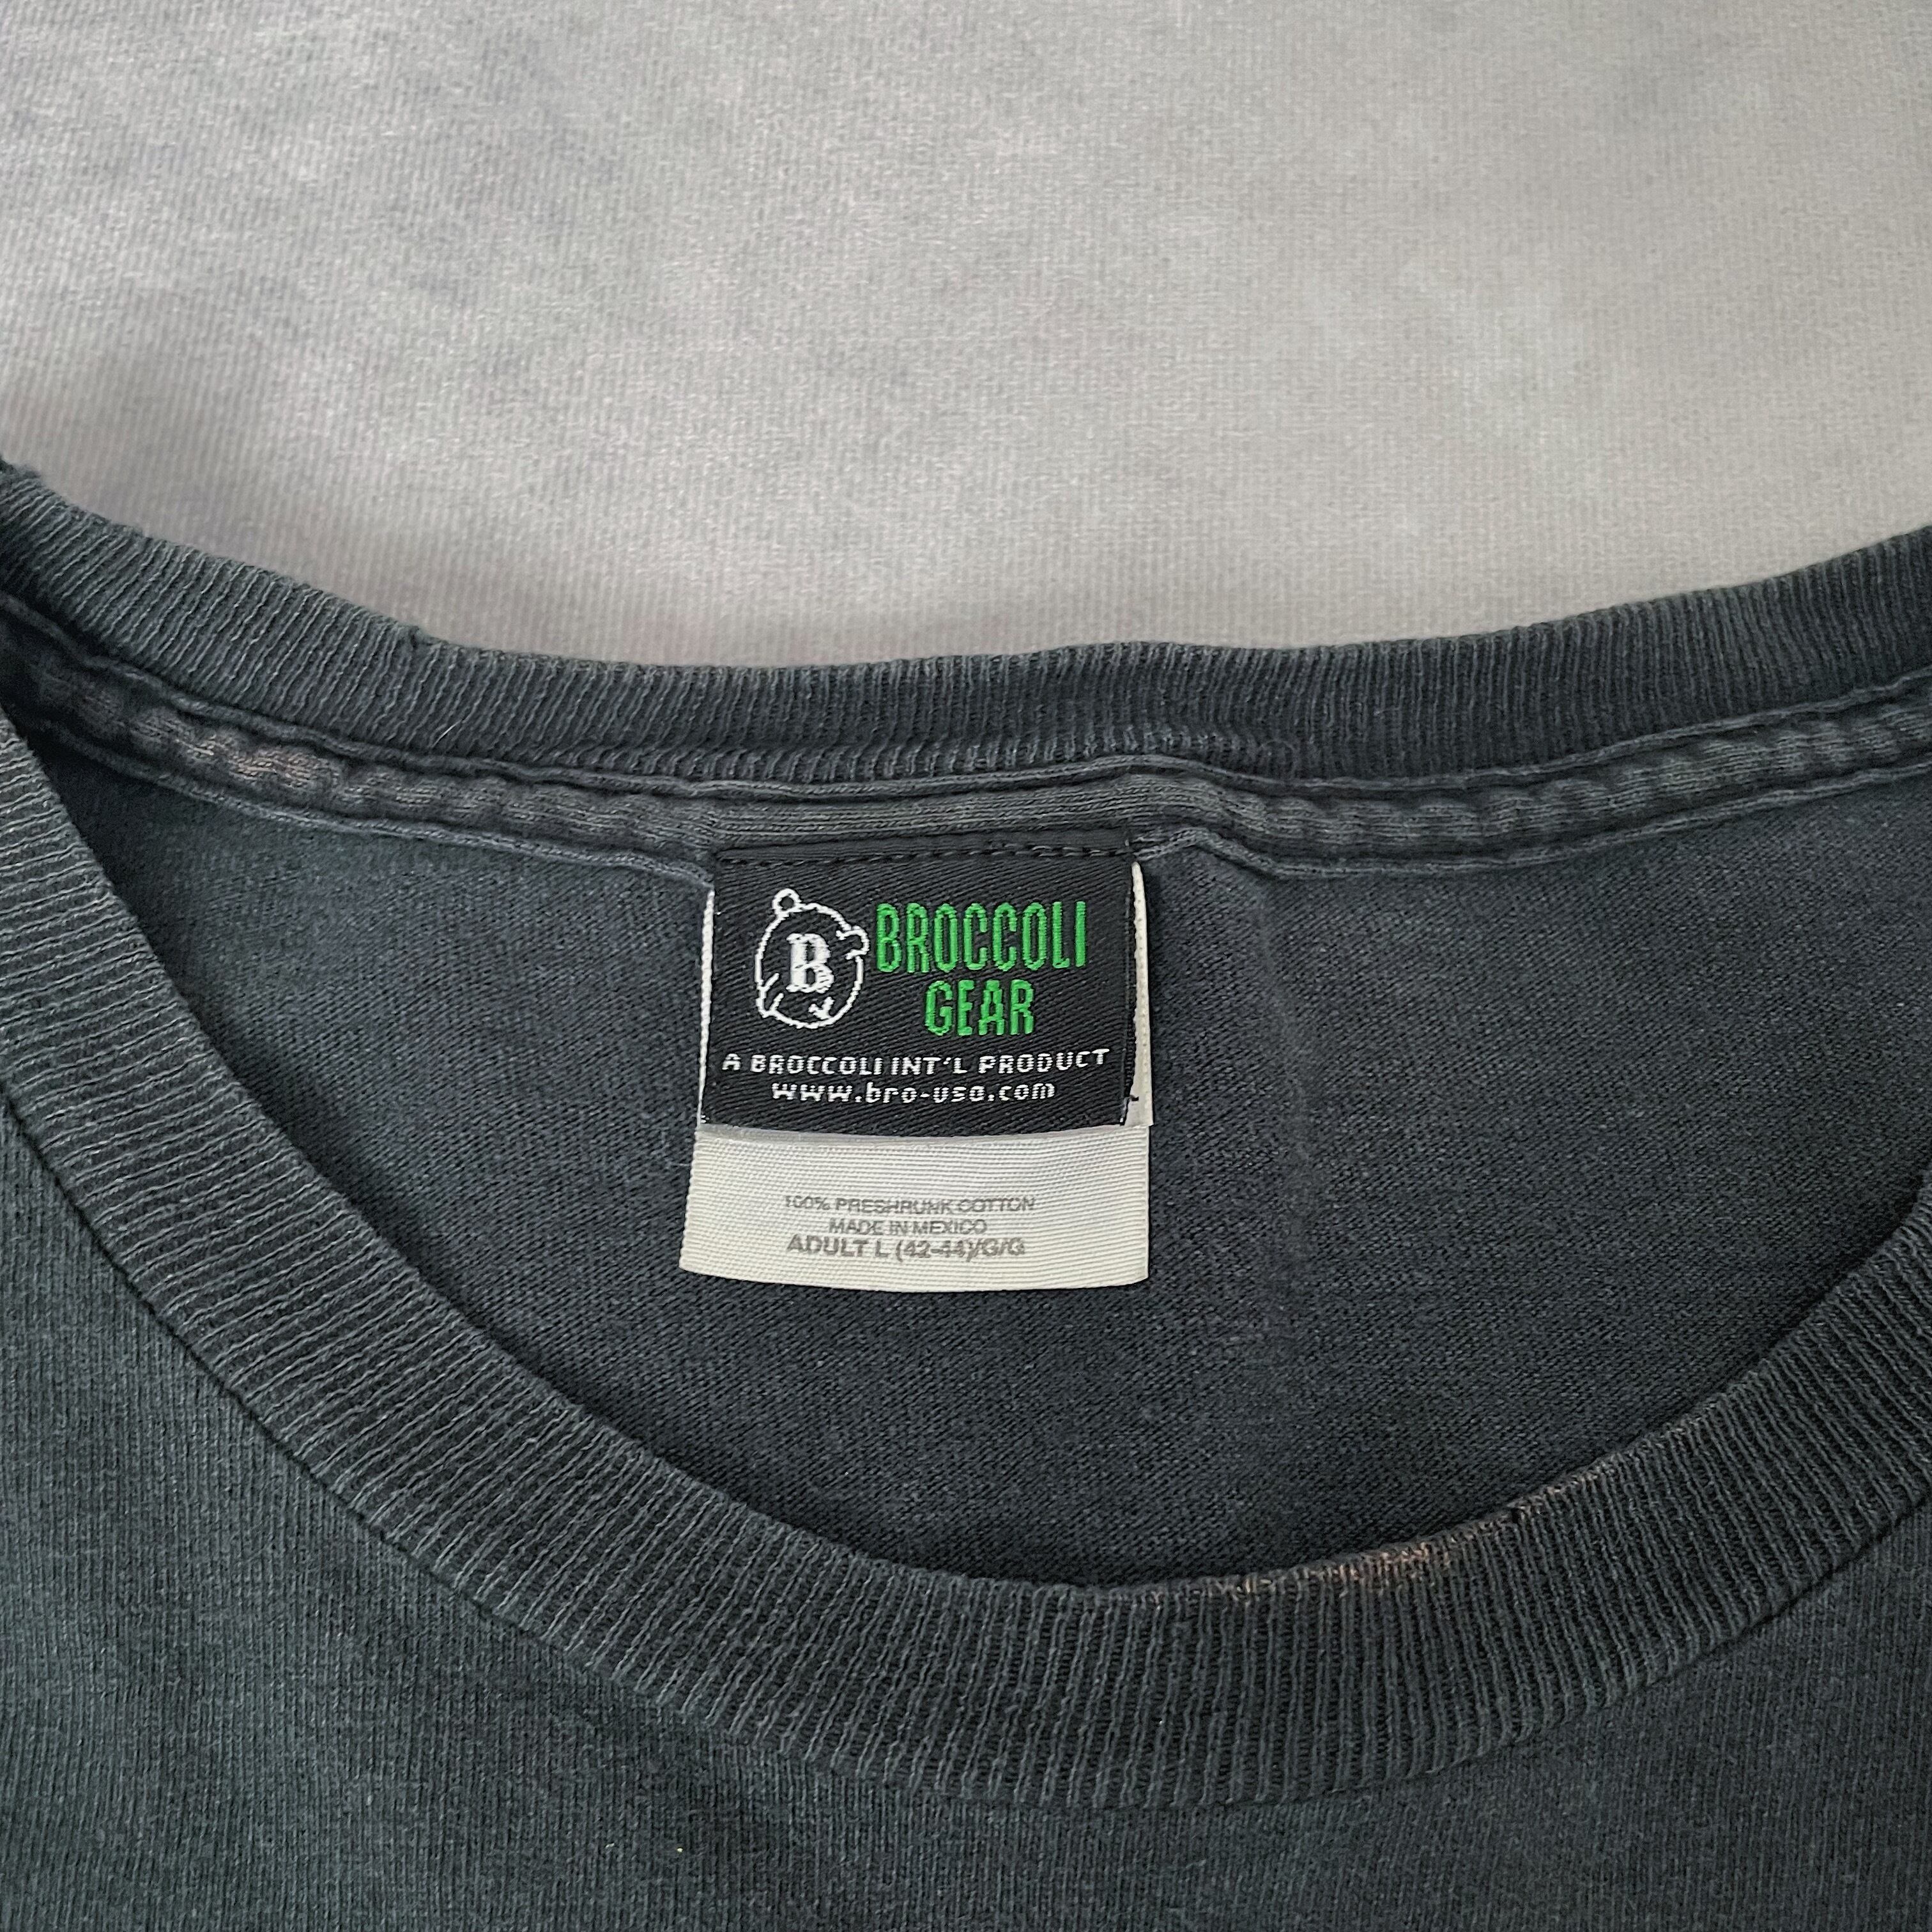 B
BROCCOLI
GEAR
A BROCCOLI INT'L PRODUCT
www.bro-usa.com
100% PRESHRUNK COTTON
MADE IN MEXICO
ADULT L (42-44)/G/G